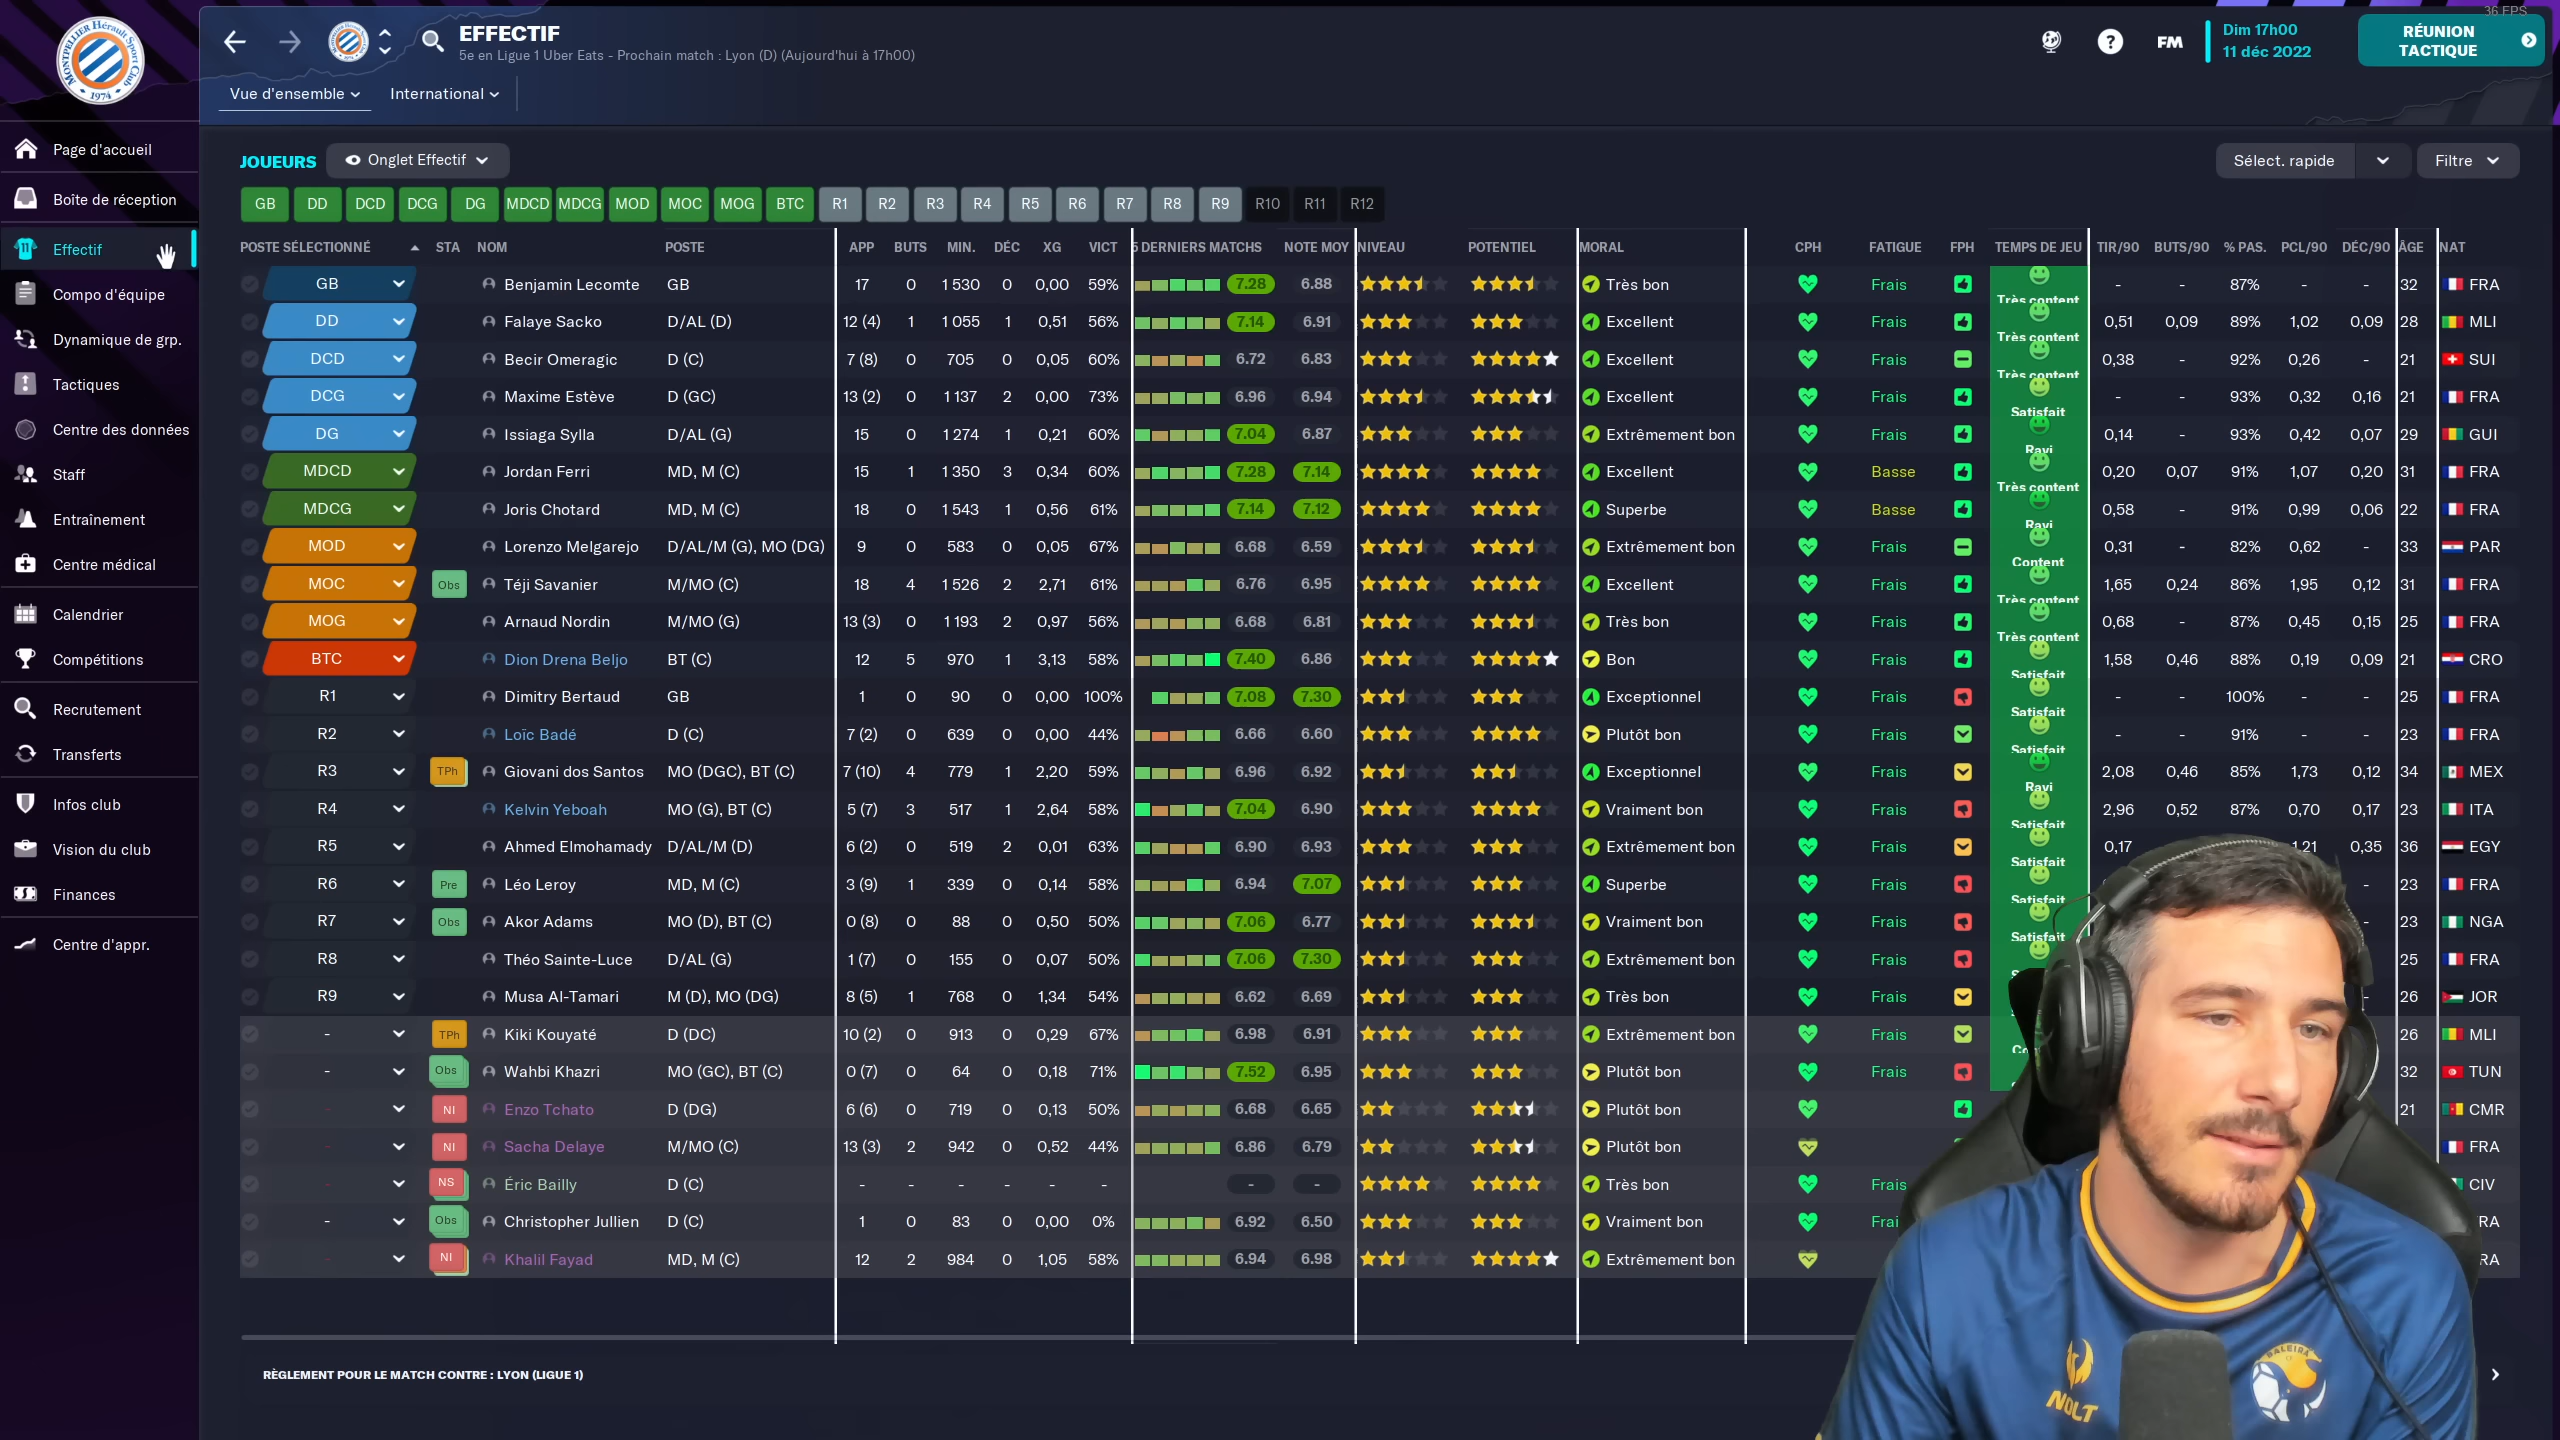 36 FPS
EFFECTIF
5e en Ligue 1 Uber Eats - Prochain match : Lyon (D) (Aujourd'hui à 17h00)
FM
Dim 17h00
11 déc 2022
RÉUNION
TACTIQUE
MONTPELLIER Hérault Sport Club
1974
Vue d'ensemble
International
Page d'accueil
Boîte de réception
Effectif
Compo d'équipe
Dynamique de grp.
Tactiques
Centre des données
Staff
Entraînement
Centre médical
Calendrier
Compétitions
Recrutement
Transferts
Infos club
Vision du club
Finances
Centre d'appr.
JOUEURS Onglet Effectif Sélect. rapide Filtre
GB DD DCD DCG DG MDCD MDCG MOD MOC MOG BTC R1 R2 R3 R4 R5 R6 R7 R8 R9 R10 R11 R12
POSTE SÉLECTIONNÉ STA NOM POSTE APP BUTS MIN. DÉC XG VICT 5 DERNIERS MATCHS NOTE MOY NIVEAU POTENTIEL MORAL CPH FATIGUE FPH TEMPS DE JEU TIR/90 BUTS/90 % PAS. PCL/90 DÉC/90 ÂGE NAT
GB Benjamin Lecomte GB 17 0 1 530 0 0,00 59% 7.28 6.88 Très bon Frais Très content - - 87% - - 32 FRA
DD Falaye Sacko D/AL (D) 12 (4) 1 1 055 1 0,51 56% 7.14 6.91 Excellent Frais Très content 0,51 0,09 89% 1,02 0,09 28 MLI
DCD Becir Omeragic D (C) 7 (8) 0 705 0 0,05 60% 6.72 6.83 Excellent Frais Très content 0,38 - 92% 0,26 - 21 SUI
DCG Maxime Estève D (GC) 13 (2) 0 1 137 2 0,00 73% 6.96 6.94 Excellent Frais Satisfait - - 93% 0,32 0,16 21 FRA
DG Issiaga Sylla D/AL (G) 15 0 1 274 1 0,21 60% 7.04 6.87 Extrêmement bon Frais Ravi 0,14 - 93% 0,42 0,07 29 GUI
MDCD Jordan Ferri MD, M (C) 15 1 1 350 3 0,34 60% 7.28 7.14 Excellent Basse Très content 0,20 0,07 91% 1,07 0,20 31 FRA
MDCG Joris Chotard MD, M (C) 18 0 1 543 1 0,56 61% 7.14 7.12 Superbe Basse Ravi 0,58 - 91% 0,99 0,06 22 FRA
MOD Lorenzo Melgarejo D/AL/M (G), MO (DG) 9 0 583 0 0,05 67% 6.68 6.59 Extrêmement bon Frais Content 0,31 - 82% 0,62 - 33 PAR
MOC Obs Téji Savanier M/MO (C) 18 4 1 526 2 2,71 61% 6.76 6.95 Excellent Frais Très content 1,65 0,24 86% 1,95 0,12 31 FRA
MOG Arnaud Nordin M/MO (G) 13 (3) 0 1 193 2 0,97 56% 6.68 6.81 Très bon Frais Très content 0,68 - 87% 0,45 0,15 25 FRA
BTC Dion Drena Beljo BT (C) 12 5 970 1 3,13 58% 7.40 6.86 Bon Frais Satisfait 1,58 0,46 88% 0,19 0,09 21 CRO
R1 Dimitry Bertaud GB 1 0 90 0 0,00 100% 7.08 7.30 Exceptionnel Frais Satisfait - - 100% - - 25 FRA
R2 Loïc Badé D (C) 7 (2) 0 639 0 0,00 44% 6.66 6.60 Plutôt bon Frais Satisfait - - 91% - - 23 FRA
R3 TPh Giovani dos Santos MO (DGC), BT (C) 7 (10) 4 779 1 2,20 59% 6.96 6.92 Exceptionnel Frais Ravi 2,08 0,46 85% 1,73 0,12 34 MEX
R4 Kelvin Yeboah MO (G), BT (C) 5 (7) 3 517 1 2,64 58% 7.04 6.90 Vraiment bon Frais Satisfait 2,96 0,52 87% 0,70 0,17 23 ITA
R5 Ahmed Elmohamady D/AL/M (D) 6 (2) 0 519 2 0,01 63% 6.90 6.93 Extrêmement bon Frais Satisfait 0,17 1,21 0,35 36 EGY
R6 Pre Léo Leroy MD, M (C) 3 (9) 1 339 0 0,14 58% 6.94 7.07 Superbe Frais Satisfait - 23 FRA
R7 Obs Akor Adams MO (D), BT (C) 0 (8) 0 88 0 0,50 50% 7.06 6.77 Vraiment bon Frais Satisfait - 23 NGA
R8 Théo Sainte-Luce D/AL (G) 1 (7) 0 155 0 0,07 50% 7.06 7.30 Extrêmement bon Frais 25 FRA
R9 Musa Al-Tamari M (D), MO (DG) 8 (5) 1 768 0 1,34 54% 6.62 6.69 Très bon Frais - 26 JOR
- TPh Kiki Kouyaté D (DC) 10 (2) 0 913 0 0,29 67% 6.98 6.91 Extrêmement bon Frais 26 MLI
- Obs Wahbi Khazri MO (GC), BT (C) 0 (7) 0 64 0 0,18 71% 7.52 6.95 Plutôt bon Frais 32 TUN
- NI Enzo Tchato D (DG) 6 (6) 0 719 0 0,13 50% 6.68 6.65 Plutôt bon 21 CMR
- NI Sacha Delaye M/MO (C) 13 (3) 2 942 0 0,52 44% 6.86 6.79 Plutôt bon FRA
- NS Éric Bailly D (C) - - - - - - - - Très bon Frais CIV
- Obs Christopher Jullien D (C) 1 0 83 0 0,00 0% 6.92 6.50 Vraiment bon Frai RA
- NI Khalil Fayad MD, M (C) 12 2 984 0 1,05 58% 6.94 6.98 Extrêmement bon RA
RÈGLEMENT POUR LE MATCH CONTRE : LYON (LIGUE 1)
NOLT
BALEIRA